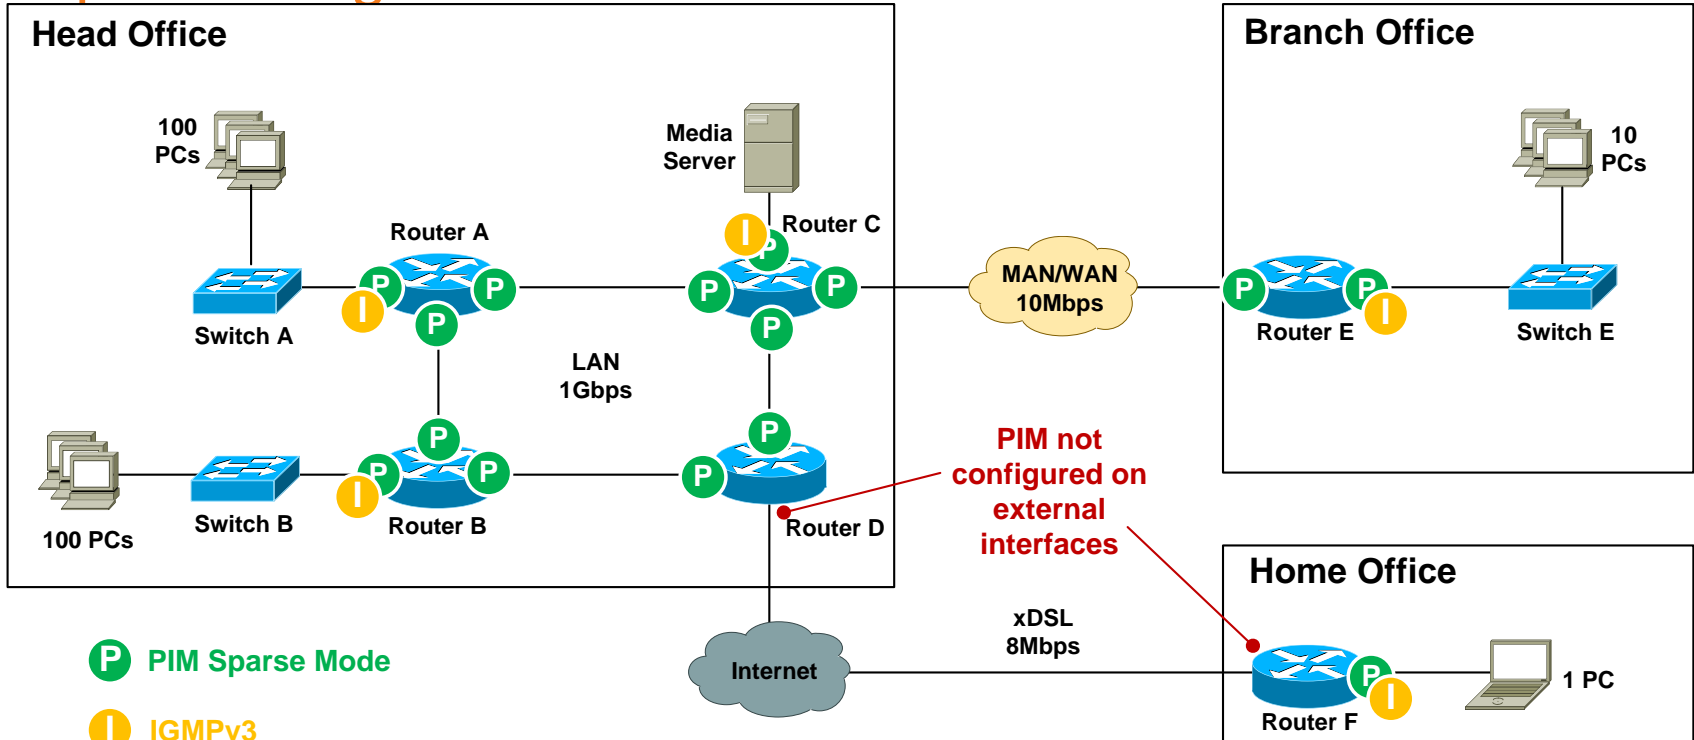 Head Office
Branch Office
100
PCs
Media
Server
10
PCs
Router A
Router C
I
P
P
P
P
P
P
P
I
P
P
P
I
MAN/WAN
10Mbps
Switch A
Router E
Switch E
LAN
1Gbps
P
P
P
P
P
I
PIM not
configured on
external
interfaces
Switch B
Router B
Router D
100 PCs
Home Office
xDSL
8Mbps
Internet
P
I
1 PC
Router F
P PIM Sparse Mode
I IGMPv3